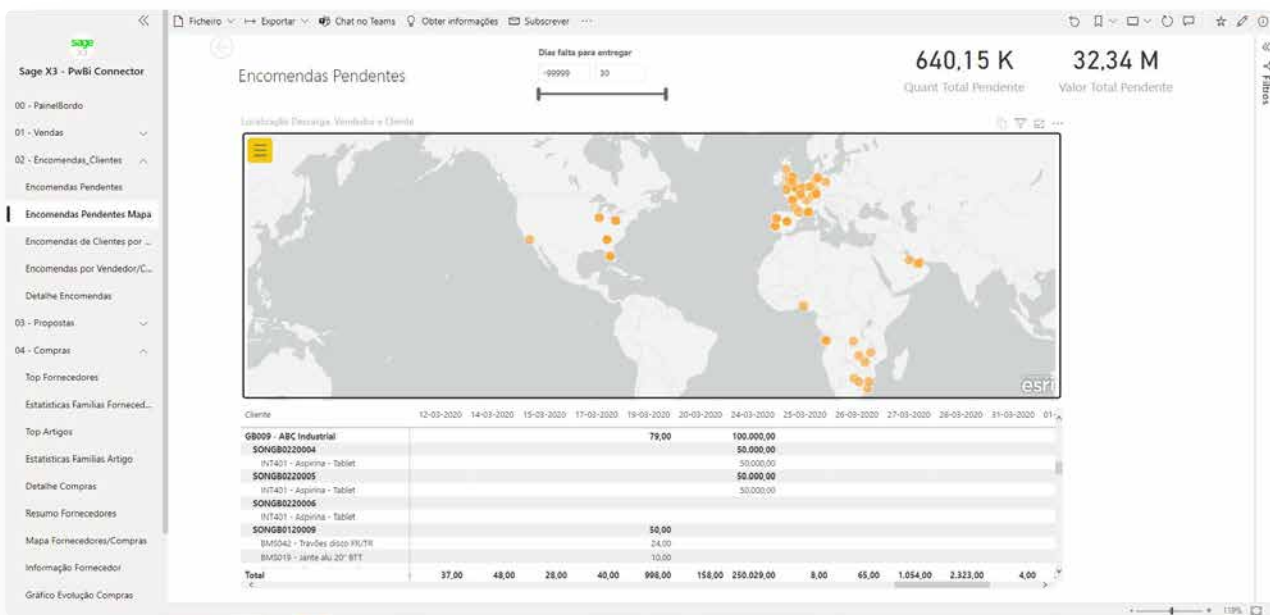 Ficheiro Exportar Chat no Teams Obter informações Subscrever ...
sage
X3
Sage X3 - PwBi Connector
00 - PainelBordo
01 - Vendas
02 - Encomendas_Clientes
Encomendas Pendentes
Encomendas Pendentes Mapa
Encomendas de Clientes por ...
Encomendas por Vendedor/C...
Detalhe Encomendas
03 - Propostas
04 - Compras
Top Fornecedores
Estatisticas Familias Forneced...
Top Artigos
Estatisticas Familias Artigo
Detalhe Compras
Resumo Fornecedores
Mapa Fornecedores/Compras
Informação Fornecedor
Gráfico Evolução Compras
Encomendas Pendentes
Dias falta para entregar
-99999 30
640,15 K
Quant Total Pendente
32,34 M
Valor Total Pendente
Filtros
Localização Descarga, Vendedor e Cliente
esri
Cliente 12-03-2020 14-03-2020 15-03-2020 17-03-2020 19-03-2020 20-03-2020 24-03-2020 25-03-2020 26-03-2020 27-03-2020 28-03-2020 31-03-2020 01-
GB009 - ABC Industrial 79,00 100.000,00
SONGB0220004 50.000,00
INT401 - Aspirina - Tablet 50.000,00
SONGB0220005 50.000,00
INT401 - Aspirina - Tablet 50.000,00
SONGB0220006
INT401 - Aspirina - Tablet
SONGB0120009 50,00
BMS042 - Travões disco FR/TR 24,00
BMS019 - Jante alu 20" BTT 10,00
Total 37,00 48,00 28,00 40,00 998,00 158,00 250.029,00 8,00 65,00 1.054,00 2.323,00 4,00
119%